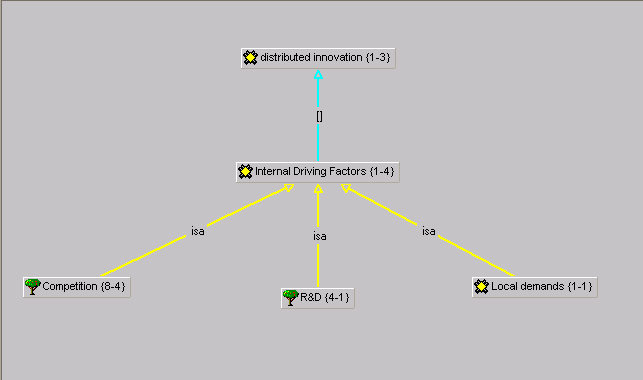 distributed innovation {1-3}
[]
Internal Driving Factors {1-4}
isa
isa
isa
Competition {8-4}
R&D {4-1}
Local demands {1-1}